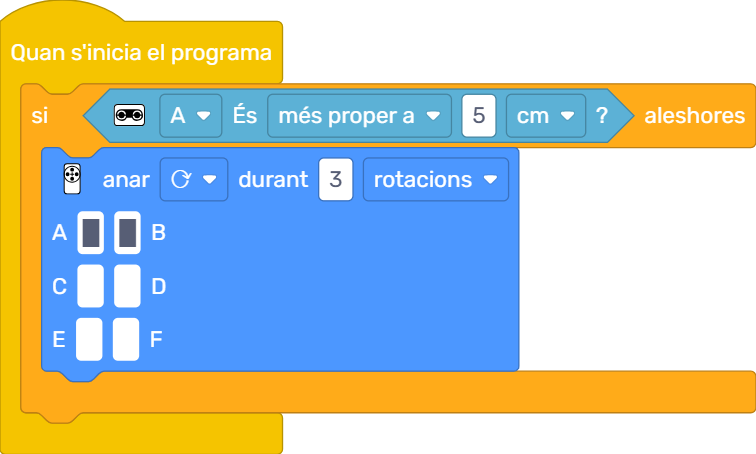 Quan s'inicia el programa
si A És més proper a 5 cm ? aleshores
anar durant 3 rotacions
A B
C D
E F